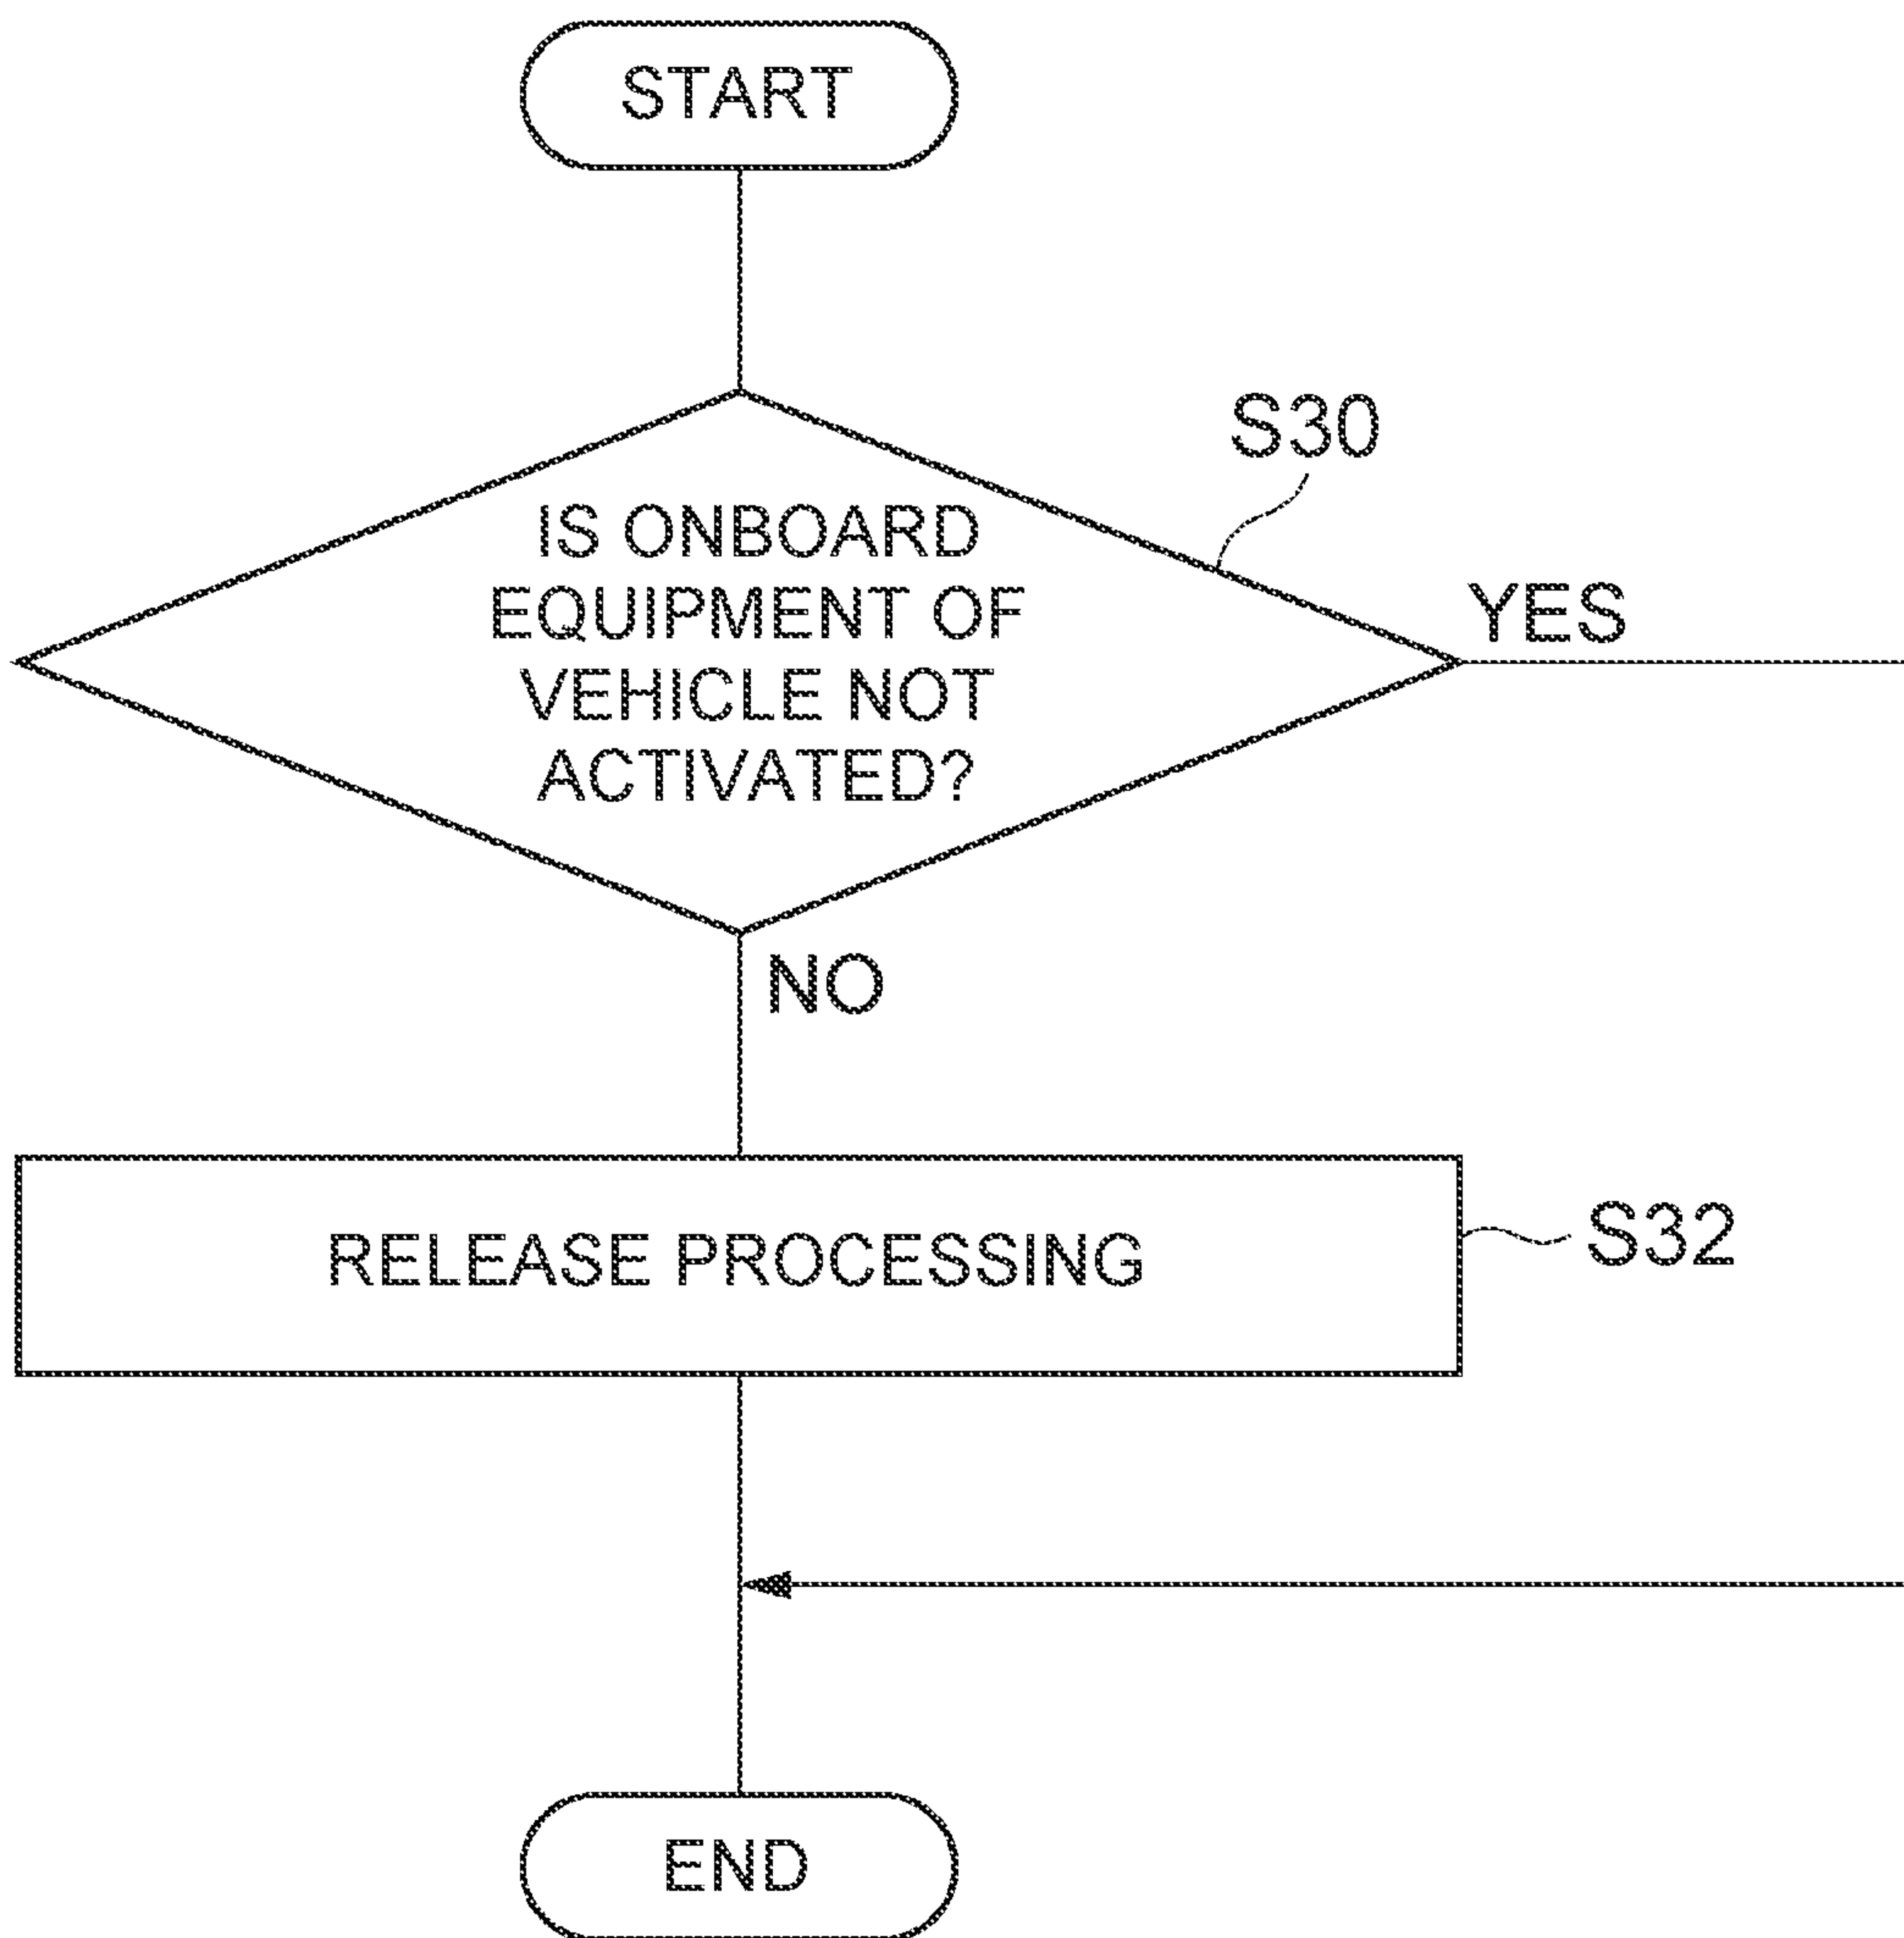 START
S30
IS ONBOARD
EQUIPMENT OF
VEHICLE NOT
ACTIVATED?
YES
NO
RELEASE PROCESSING
S32
END